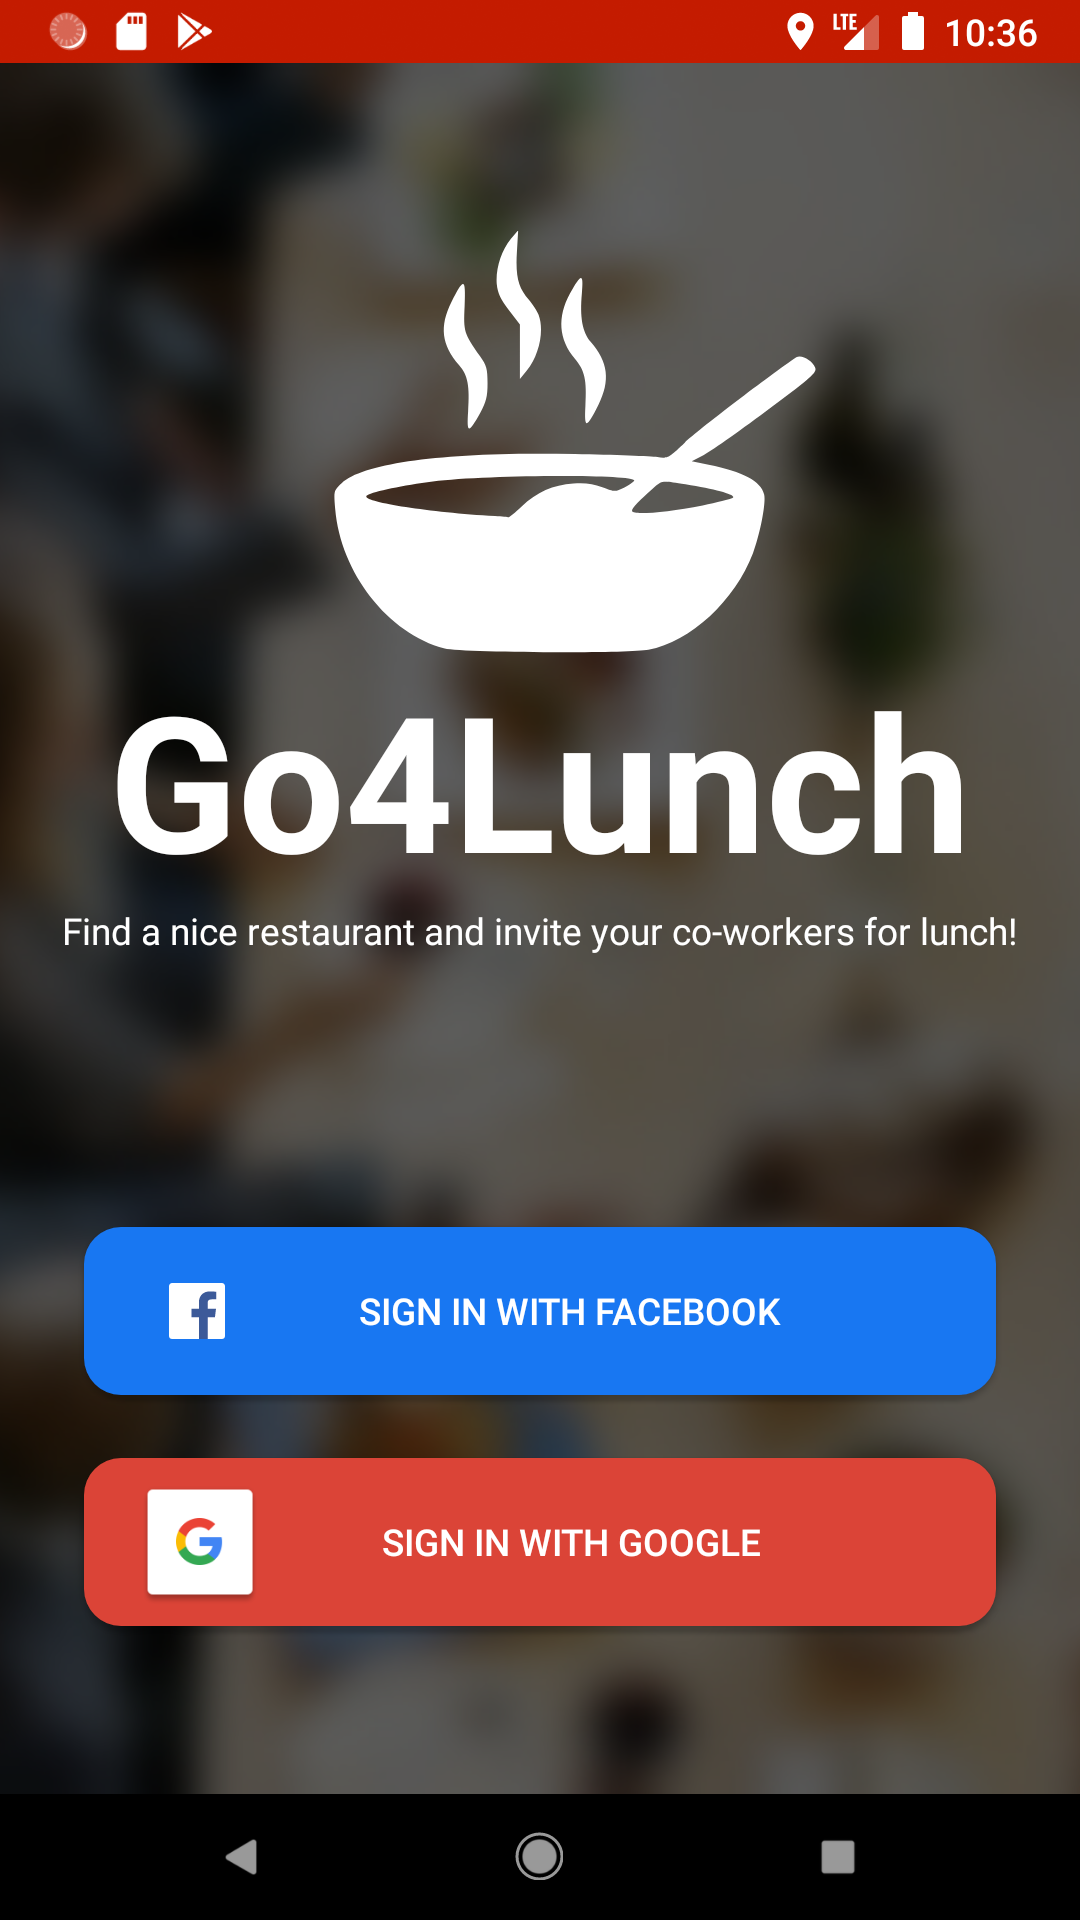 LTE 10:36
Go4Lunch
Find a nice restaurant and invite your co-workers for lunch!
SIGN IN WITH FACEBOOK
SIGN IN WITH GOOGLE